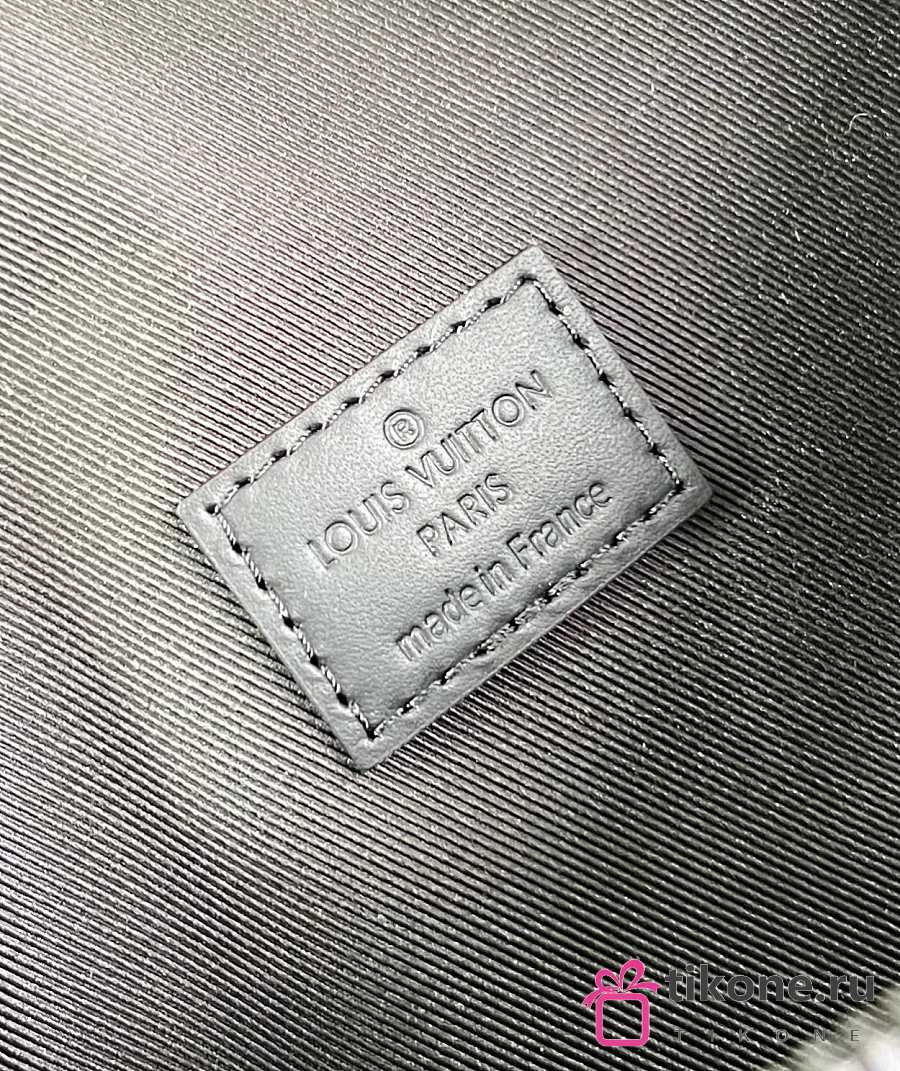 ®
LOUIS VUITTON
PARIS
made in France
tikone.ru
TIKONE